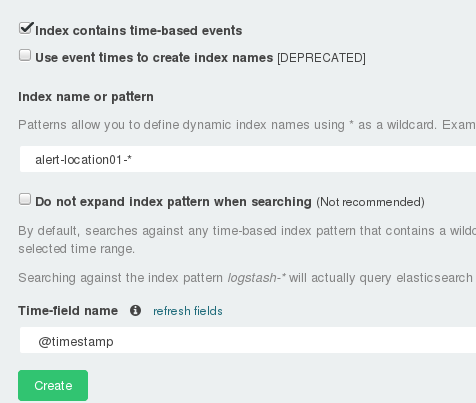 Index contains time-based events
Use event times to create index names [DEPRECATED]
Index name or pattern
Patterns allow you to define dynamic index names using * as a wildcard. Exam
alert-location01-*
Do not expand index pattern when searching (Not recommended)
By default, searches against any time-based index pattern that contains a wildc
selected time range.
Searching against the index pattern logstash-* will actually query elasticsearch
Time-field name refresh fields
@timestamp
Create